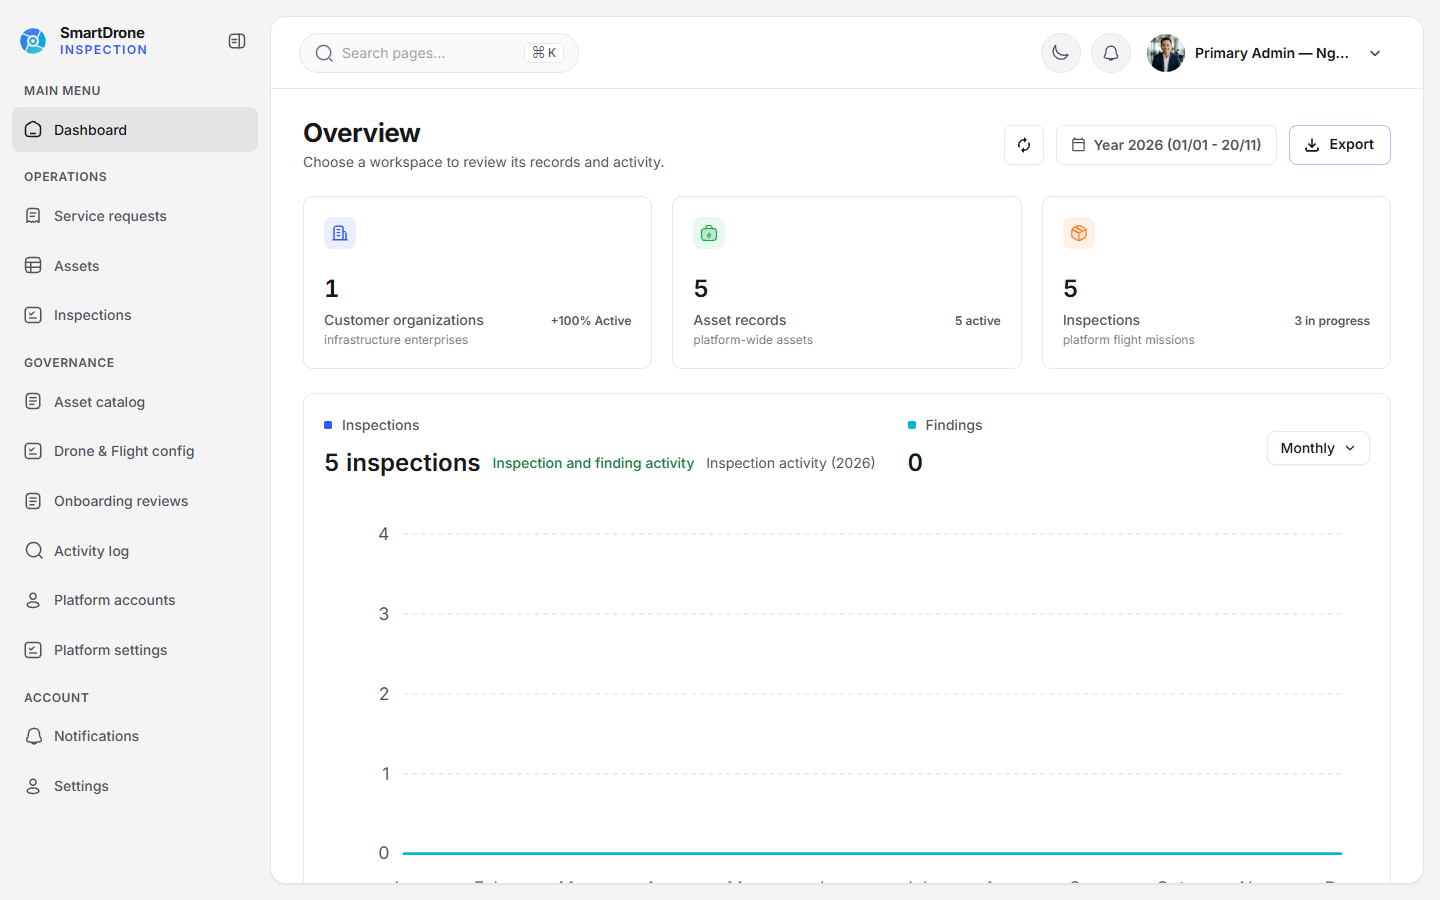 SmartDrone
INSPECTION
MAIN MENU
Dashboard
OPERATIONS
Service requests
Assets
Inspections
GOVERNANCE
Asset catalog
Drone & Flight config
Onboarding reviews
Activity log
Platform accounts
Platform settings
ACCOUNT
Notifications
Settings
Search pages...
⌘ K
Primary Admin — Ng...
Overview
Choose a workspace to review its records and activity.
Year 2026 (01/01 - 20/11)
Export
1
Customer organizations
+100% Active
infrastructure enterprises
5
Asset records
5 active
platform-wide assets
5
Inspections
3 in progress
platform flight missions
Inspections
5 inspections
Inspection and finding activity
Inspection activity (2026)
Findings
0
Monthly
4
3
2
1
0